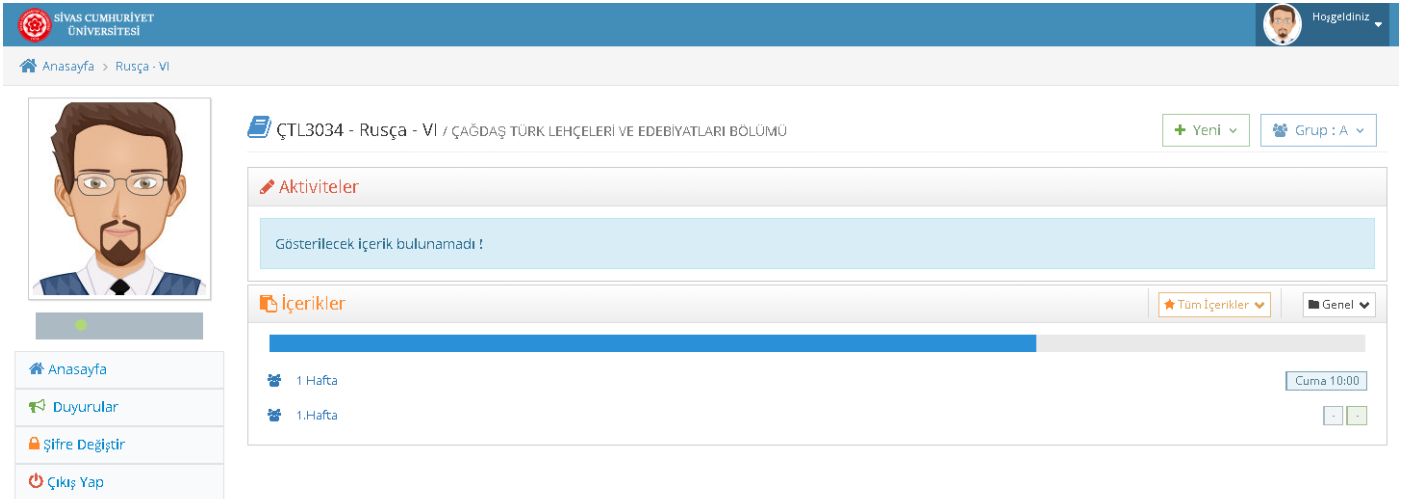 SİVAS CUMHURİYET
ÜNİVERSİTESİ
Hoşgeldiniz
Anasayfa > Rusça - VI
ÇTL3034 - Rusça - VI / ÇAĞDAŞ TÜRK LEHÇELERİ VE EDEBİYATLARI BÖLÜMÜ
+ Yeni
Grup : A
Aktiviteler
Gösterilecek içerik bulunamadı !
İçerikler
Tüm İçerikler
Genel
1 Hafta
Cuma 10:00
1.Hafta
- -
Anasayfa
Duyurular
Şifre Değiştir
Çıkış Yap